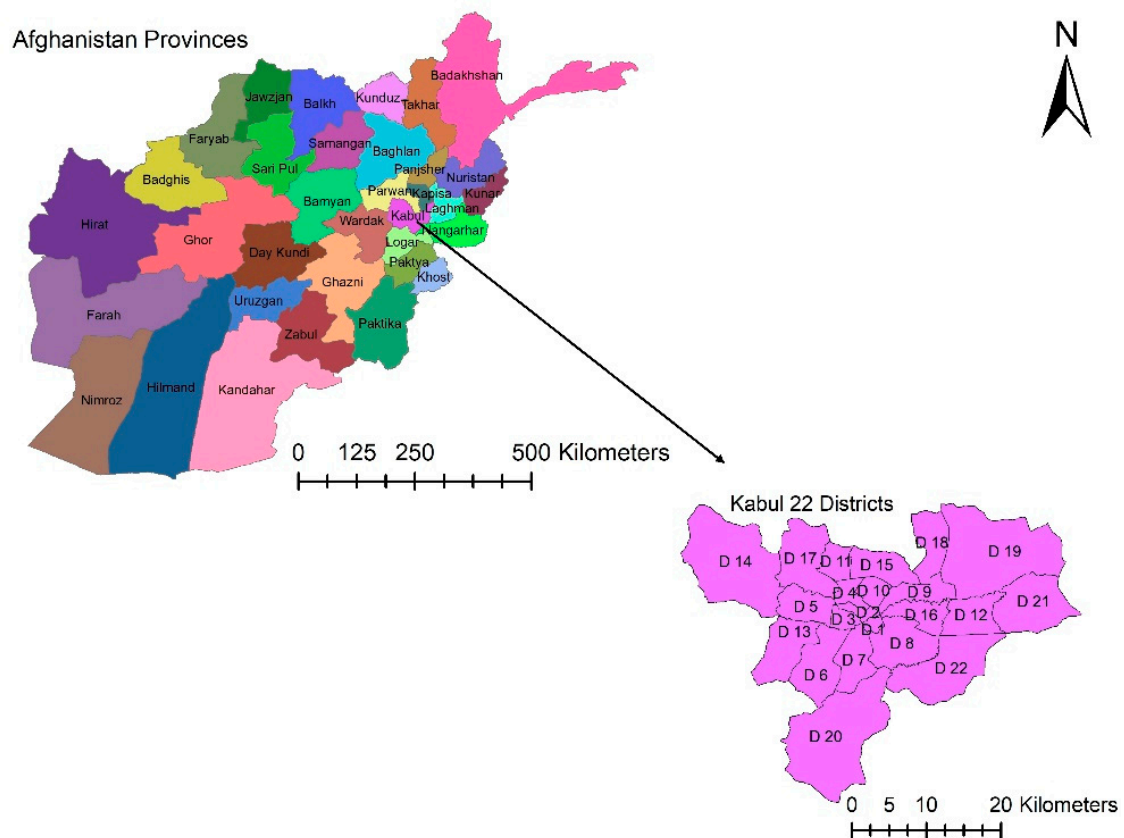 Afghanistan Provinces
N
Badakhshan
Jawzjan
Balkh
Kunduz
Takhar
Faryab
Samangan
Baghlan
Sari Pul
Panjsher
Nuristan
Badghis
Parwan
Kapisa
Kunar
Bamyan
Laghman
Hirat
Wardak
Kabul
Nangarhar
Ghor
Day Kundi
Logar
Paktya
Khost
Ghazni
Uruzgan
Farah
Zabul
Paktika
Hilmand
Kandahar
Nimroz
0 125 250 500 Kilometers
Kabul 22 Districts
D 18
D 14
D 17
D 11
D 15
D 19
D 4
D 10
D 9
D 5
D 2
D 16
D 12
D 21
D 3
D 13
D 1
D 8
D 7
D 6
D 22
D 20
0 5 10 20 Kilometers